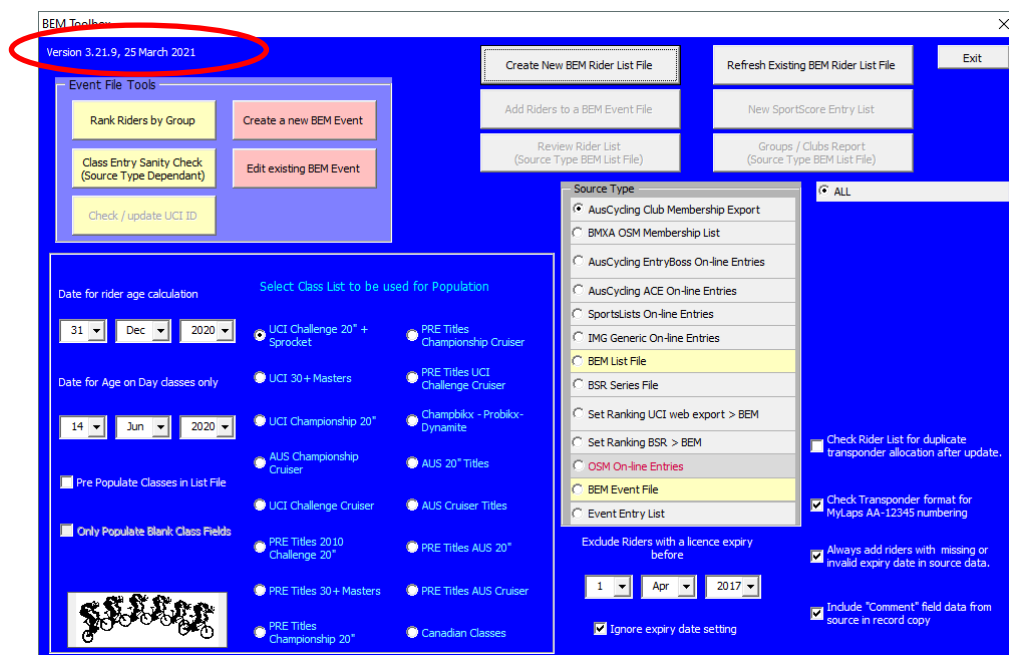 BEM Toolbox
Version 3.21.9, 25 March 2021
Create New BEM Rider List File
Refresh Existing BEM Rider List File
Exit
Event File Tools
Rank Riders by Group
Create a new BEM Event
Add Riders to a BEM Event File
New SportScore Entry List
Class Entry Sanity Check
(Source Type Dependant)
Edit existing BEM Event
Review Rider List
(Source Type BEM List File)
Groups / Clubs Report
(Source Type BEM List File)
Check / update UCI ID
Source Type
AusCycling Club Membership Export
BMXA OSM Membership List
AusCycling EntryBoss On-line Entries
AusCycling ACE On-line Entries
SportsLists On-line Entries
IMG Generic On-line Entries
BEM List File
BSR Series File
Set Ranking UCI web export > BEM
Set Ranking BSR > BEM
OSM On-line Entries
BEM Event File
Event Entry List
ALL
Date for rider age calculation
31 Dec 2020
Date for Age on Day classes only
14 Jun 2020
Pre Populate Classes in List File
Only Populate Blank Class Fields
Select Class List to be used for Population
UCI Challenge 20" +
Sprocket
UCI 30+ Masters
UCI Championship 20"
AUS Championship
Cruiser
UCI Challenge Cruiser
PRE Titles 2010
Challenge 20"
PRE Titles 30+ Masters
PRE Titles
Championship 20"
PRE Titles
Championship Cruiser
PRE Titles UCI
Challenge Cruiser
Champbikx - Probikx-
Dynamite
AUS 20" Titles
AUS Cruiser Titles
PRE Titles AUS 20"
PRE Titles AUS Cruiser
Canadian Classes
Exclude Riders with a licence expiry
before
1 Apr 2017
Ignore expiry date setting
Check Rider List for duplicate
transponder allocation after update.
Check Transponder format for
MyLaps AA-12345 numbering
Always add riders with missing or
invalid expiry date in source data.
Include "Comment" field data from
source in record copy